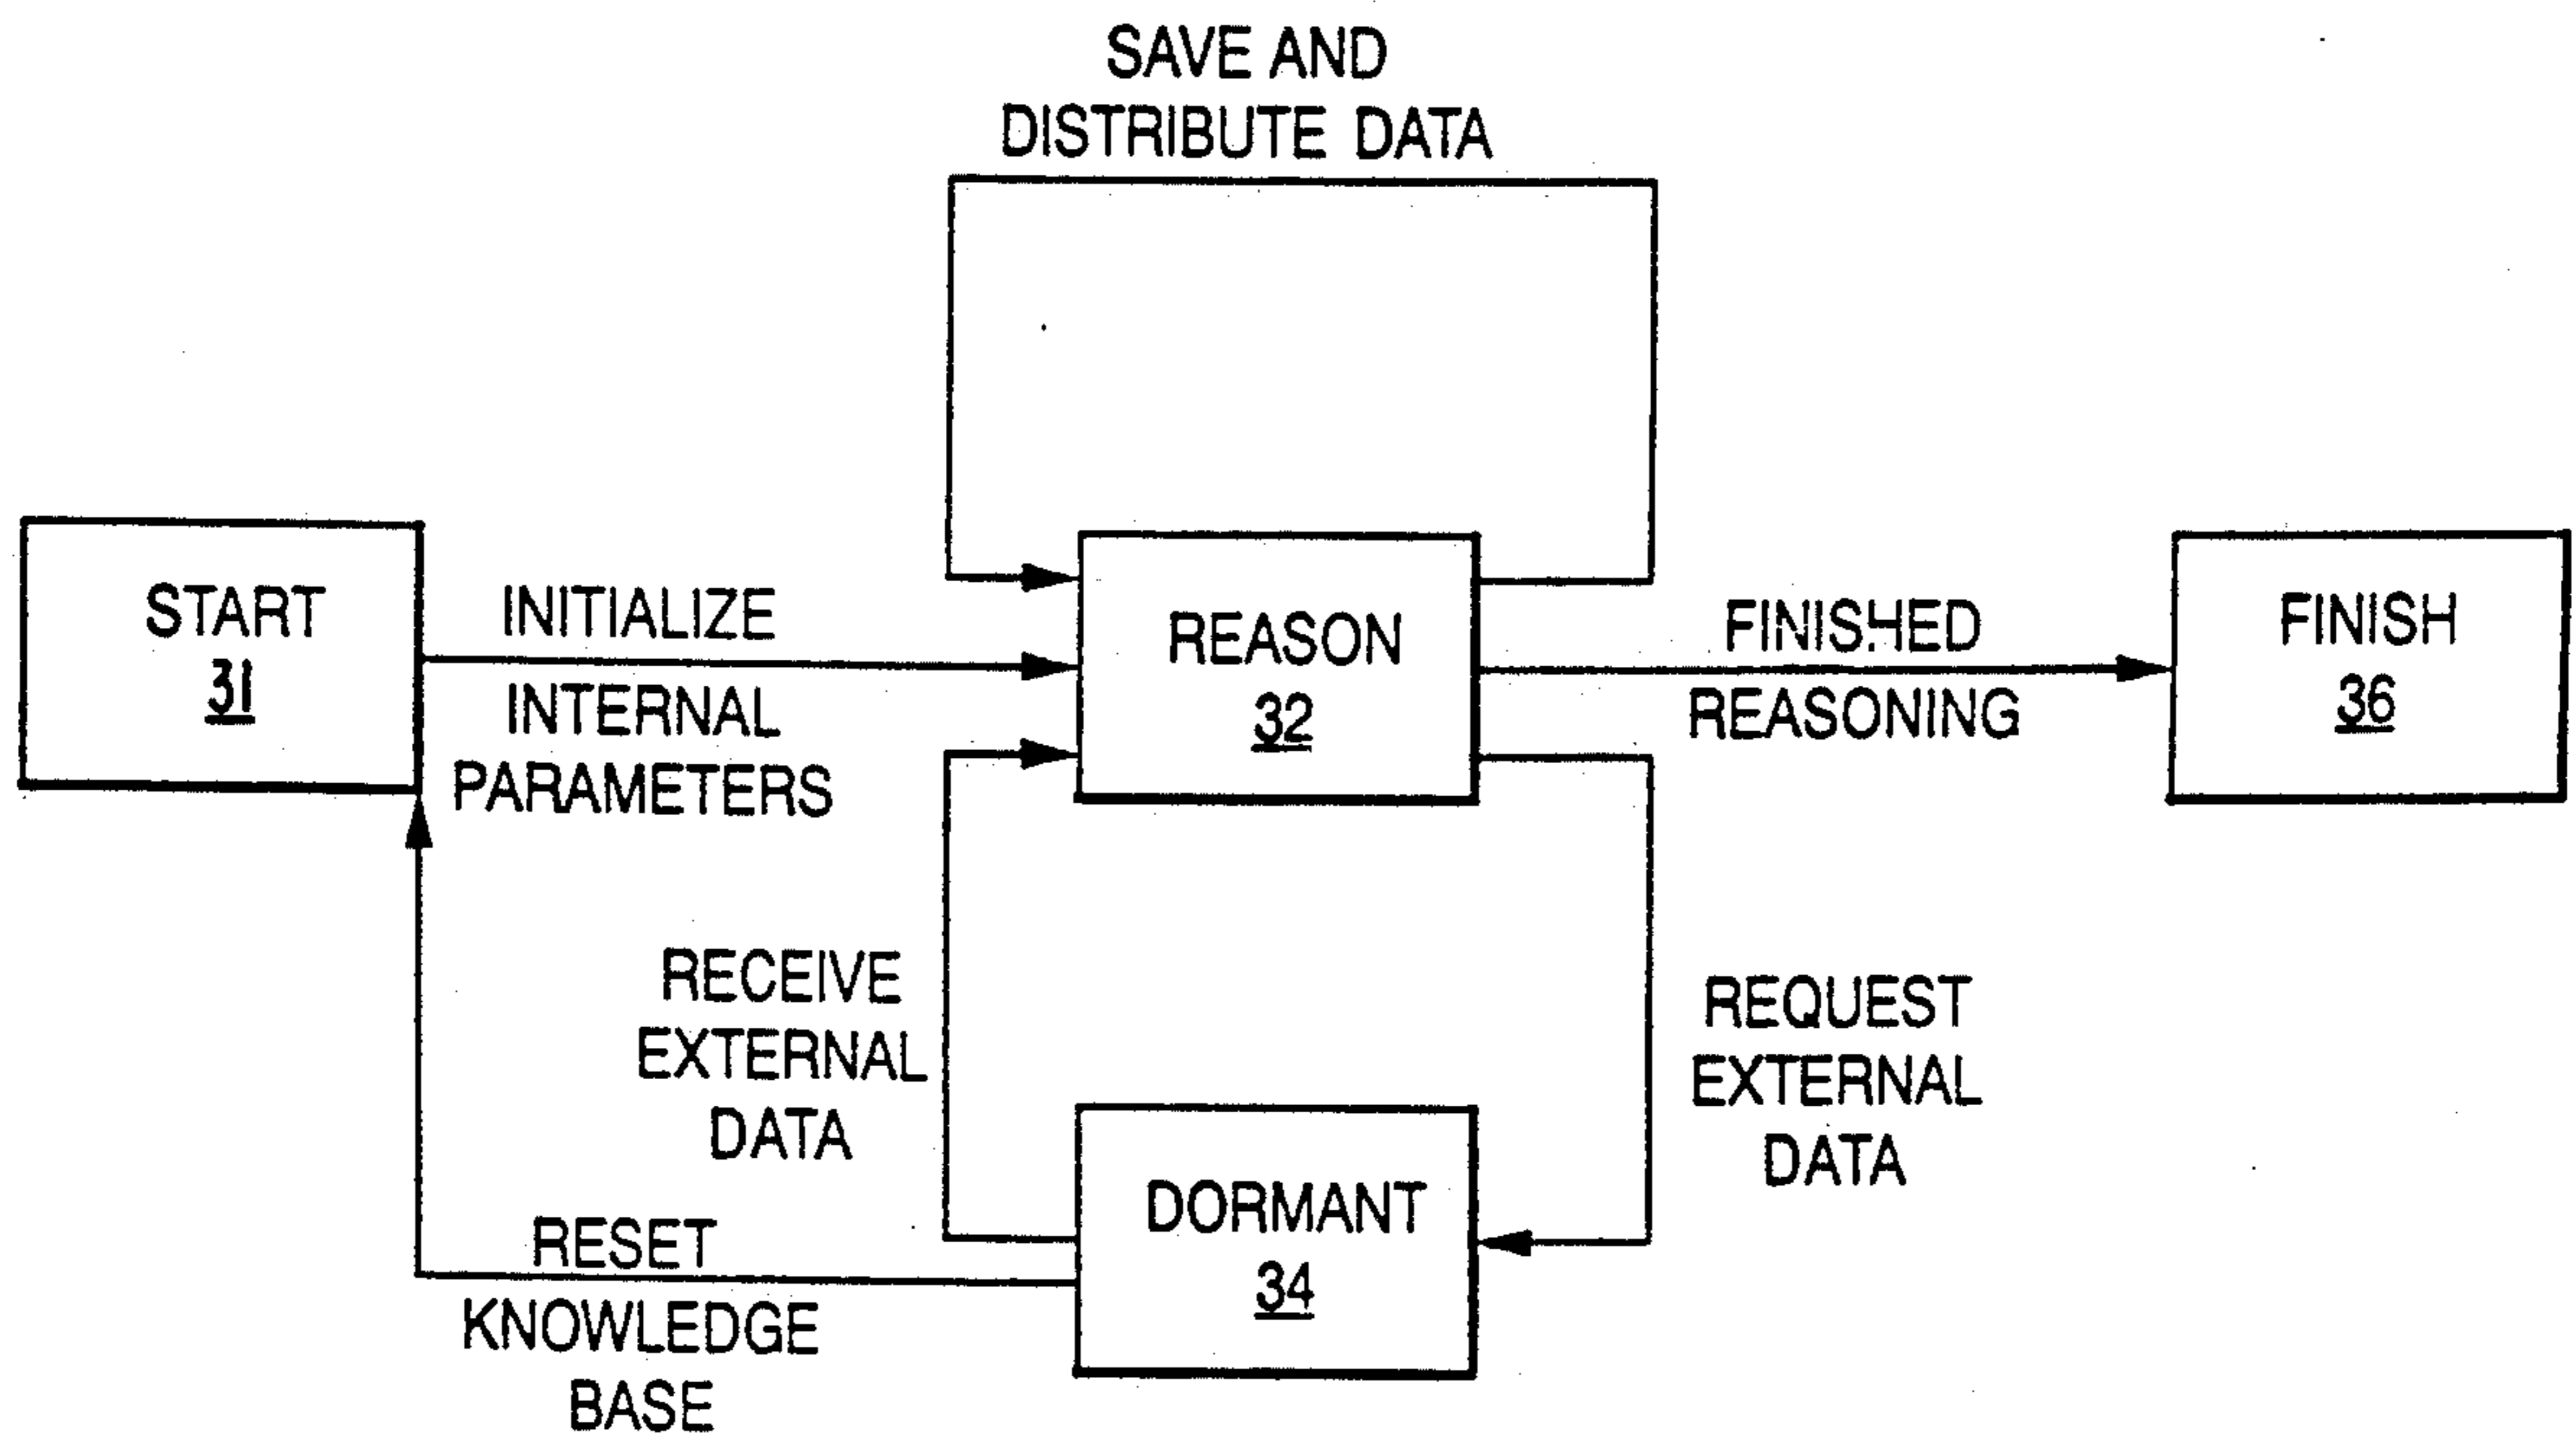 SAVE AND
DISTRIBUTE DATA
START
31
INITIALIZE
INTERNAL
PARAMETERS
REASON
32
FINISHED
REASONING
FINISH
36
RECEIVE
EXTERNAL
DATA
REQUEST
EXTERNAL
DATA
DORMANT
34
RESET
KNOWLEDGE
BASE